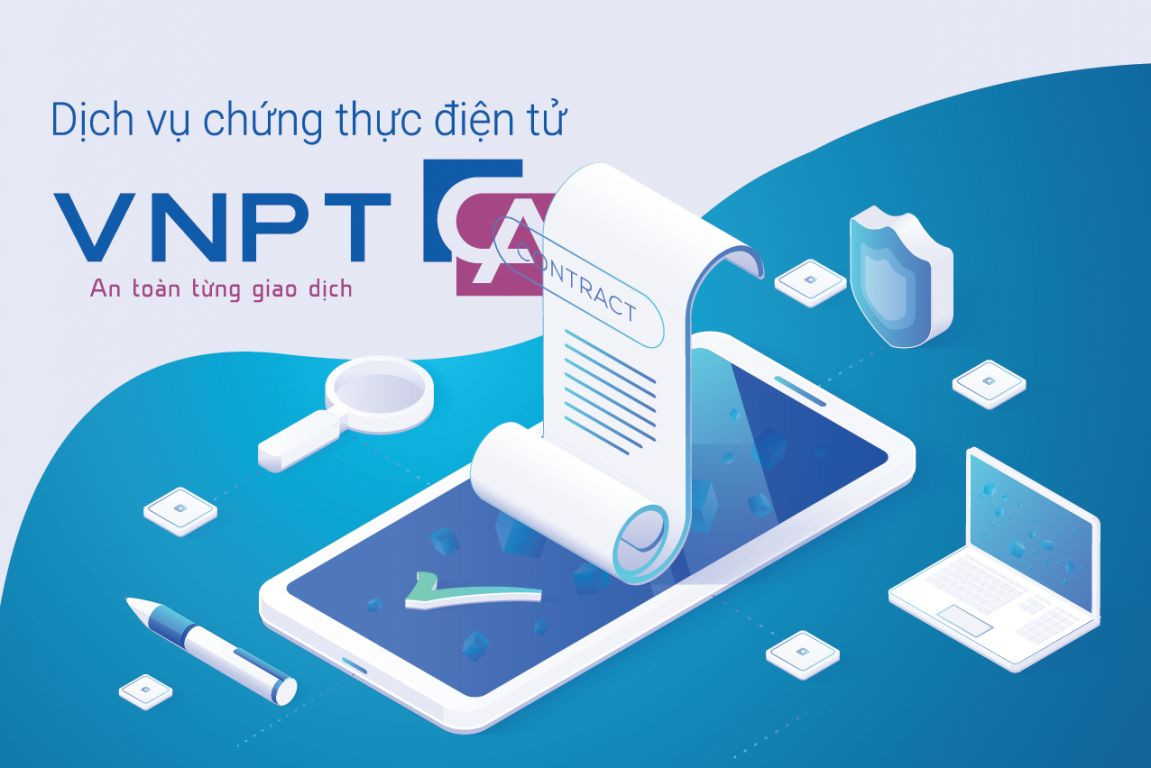 Dịch vụ chứng thực điện tử
VNPT CA
An toàn từng giao dịch
CONTRACT